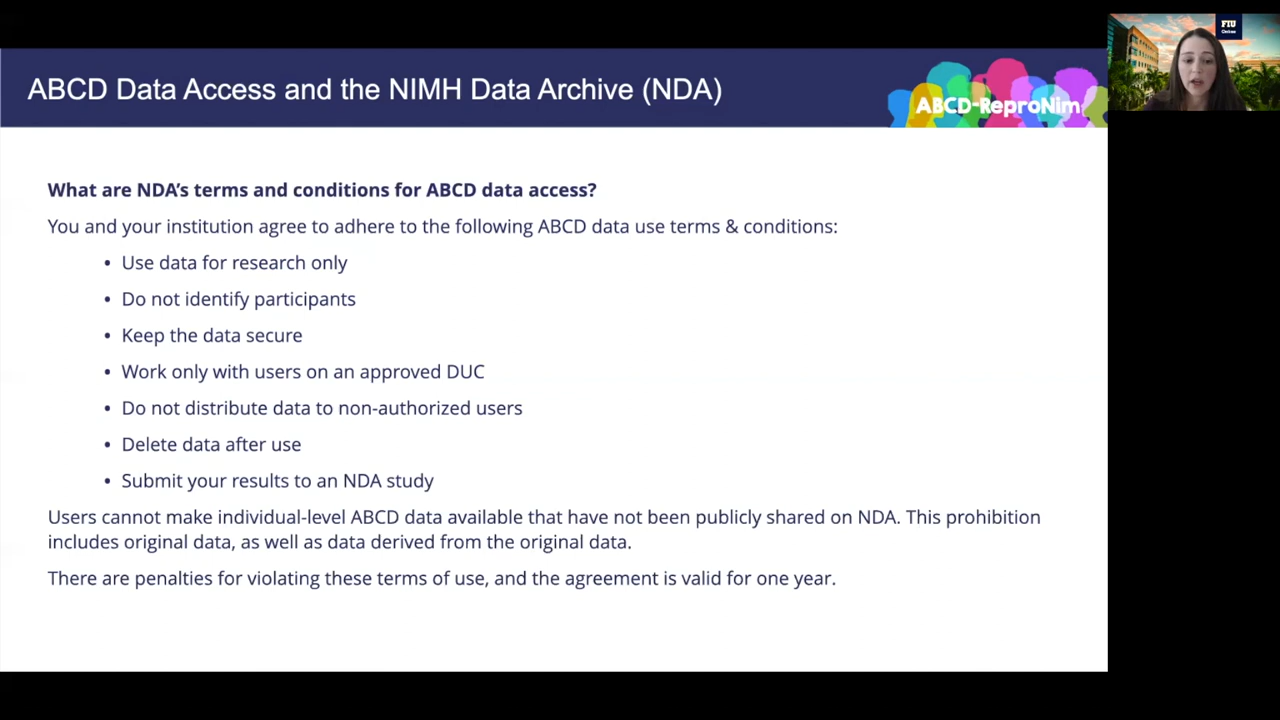 ABCD Data Access and the NIMH Data Archive (NDA)
ABCD-ReproNim
FIU
Online
What are NDA's terms and conditions for ABCD data access?
You and your institution agree to adhere to the following ABCD data use terms & conditions:
• Use data for research only
• Do not identify participants
• Keep the data secure
• Work only with users on an approved DUC
• Do not distribute data to non-authorized users
• Delete data after use
• Submit your results to an NDA study
Users cannot make individual-level ABCD data available that have not been publicly shared on NDA. This prohibition
includes original data, as well as data derived from the original data.
There are penalties for violating these terms of use, and the agreement is valid for one year.